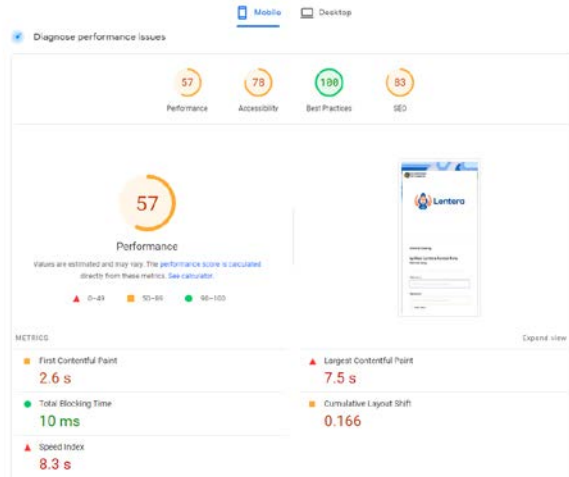 Mobile
Desktop
Diagnose performance issues
57
78
100
83
Performance
Accessibility
Best Practices
SEO
57
Performance
Values are estimated and may vary. The performance score is calculated
directly from these metrics. See calculator.
0–49
50–89
90–100
Lentera
METRICS
Expand view
First Contentful Paint
2.6 s
Largest Contentful Paint
7.5 s
Total Blocking Time
10 ms
Cumulative Layout Shift
0.166
Speed Index
8.3 s